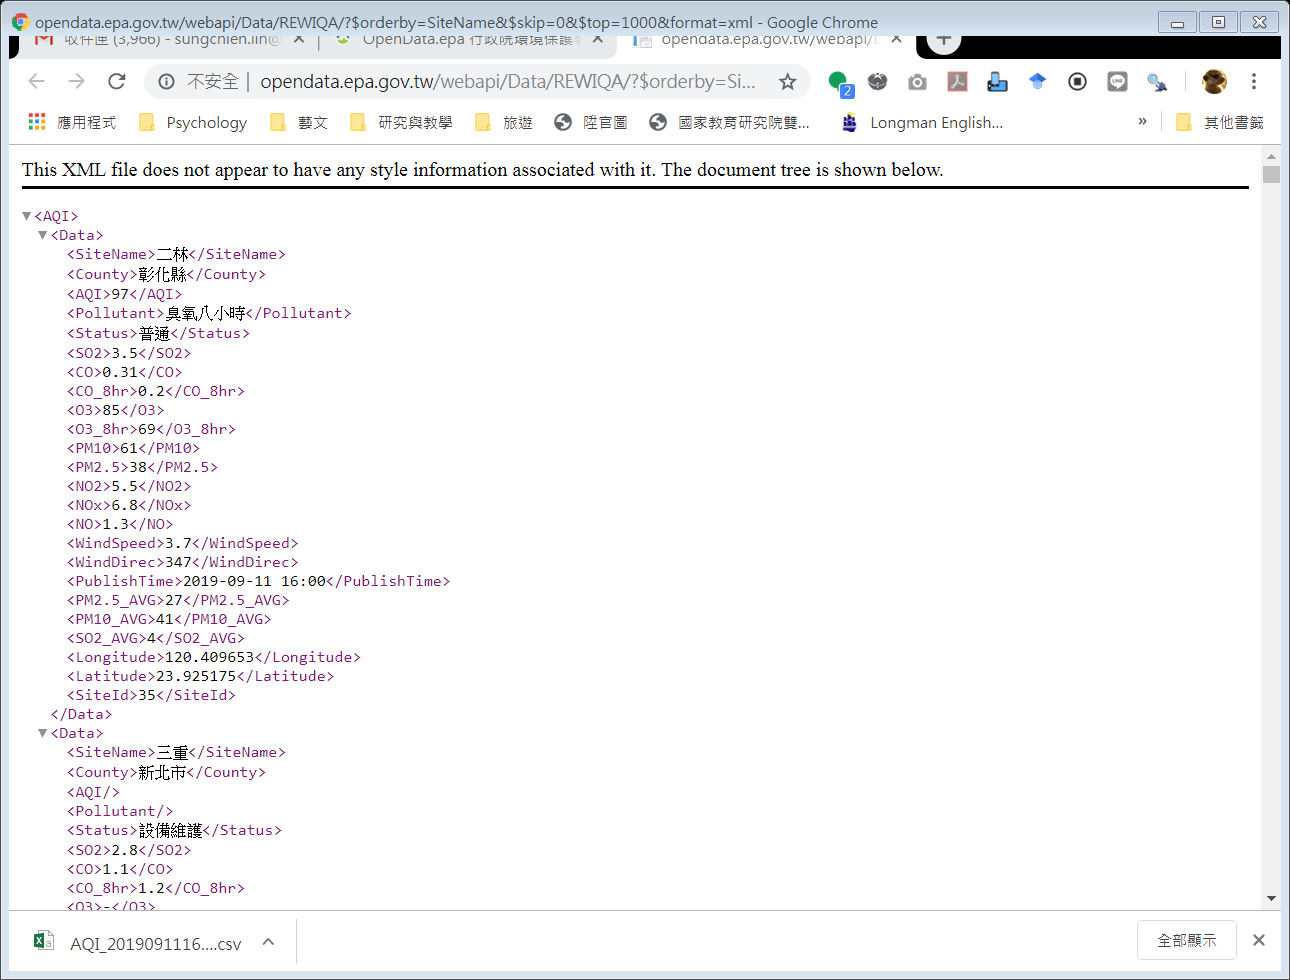 opendata.epa.gov.tw/webapi/Data/REWIQA/?$orderby=SiteName&$skip=0&$top=1000&format=xml - Google Chrome
收件匣 (3,966) - sungchien.lin@
OpenData.epa 行政院環境保護署
opendata.epa.gov.tw/webapi/D
不安全 | opendata.epa.gov.tw/webapi/Data/REWIQA/?$orderby=Si...
2
應用程式 Psychology 藝文 研究與教學 旅遊 陞官圖 國家教育研究院雙... Longman English... » 其他書籤
This XML file does not appear to have any style information associated with it. The document tree is shown below.
<AQI>
<Data>
<SiteName>二林</SiteName>
<County>彰化縣</County>
<AQI>97</AQI>
<Pollutant>臭氧八小時</Pollutant>
<Status>普通</Status>
<SO2>3.5</SO2>
<CO>0.31</CO>
<CO_8hr>0.2</CO_8hr>
<O3>85</O3>
<O3_8hr>69</O3_8hr>
<PM10>61</PM10>
<PM2.5>38</PM2.5>
<NO2>5.5</NO2>
<NOx>6.8</NOx>
<NO>1.3</NO>
<WindSpeed>3.7</WindSpeed>
<WindDirec>347</WindDirec>
<PublishTime>2019-09-11 16:00</PublishTime>
<PM2.5_AVG>27</PM2.5_AVG>
<PM10_AVG>41</PM10_AVG>
<SO2_AVG>4</SO2_AVG>
<Longitude>120.409653</Longitude>
<Latitude>23.925175</Latitude>
<SiteId>35</SiteId>
</Data>
<Data>
<SiteName>三重</SiteName>
<County>新北市</County>
<AQI/>
<Pollutant/>
<Status>設備維護</Status>
<SO2>2.8</SO2>
<CO>1.1</CO>
<CO_8hr>1.2</CO_8hr>
<O3>-</O3>
AQI_2019091116....csv
全部顯示